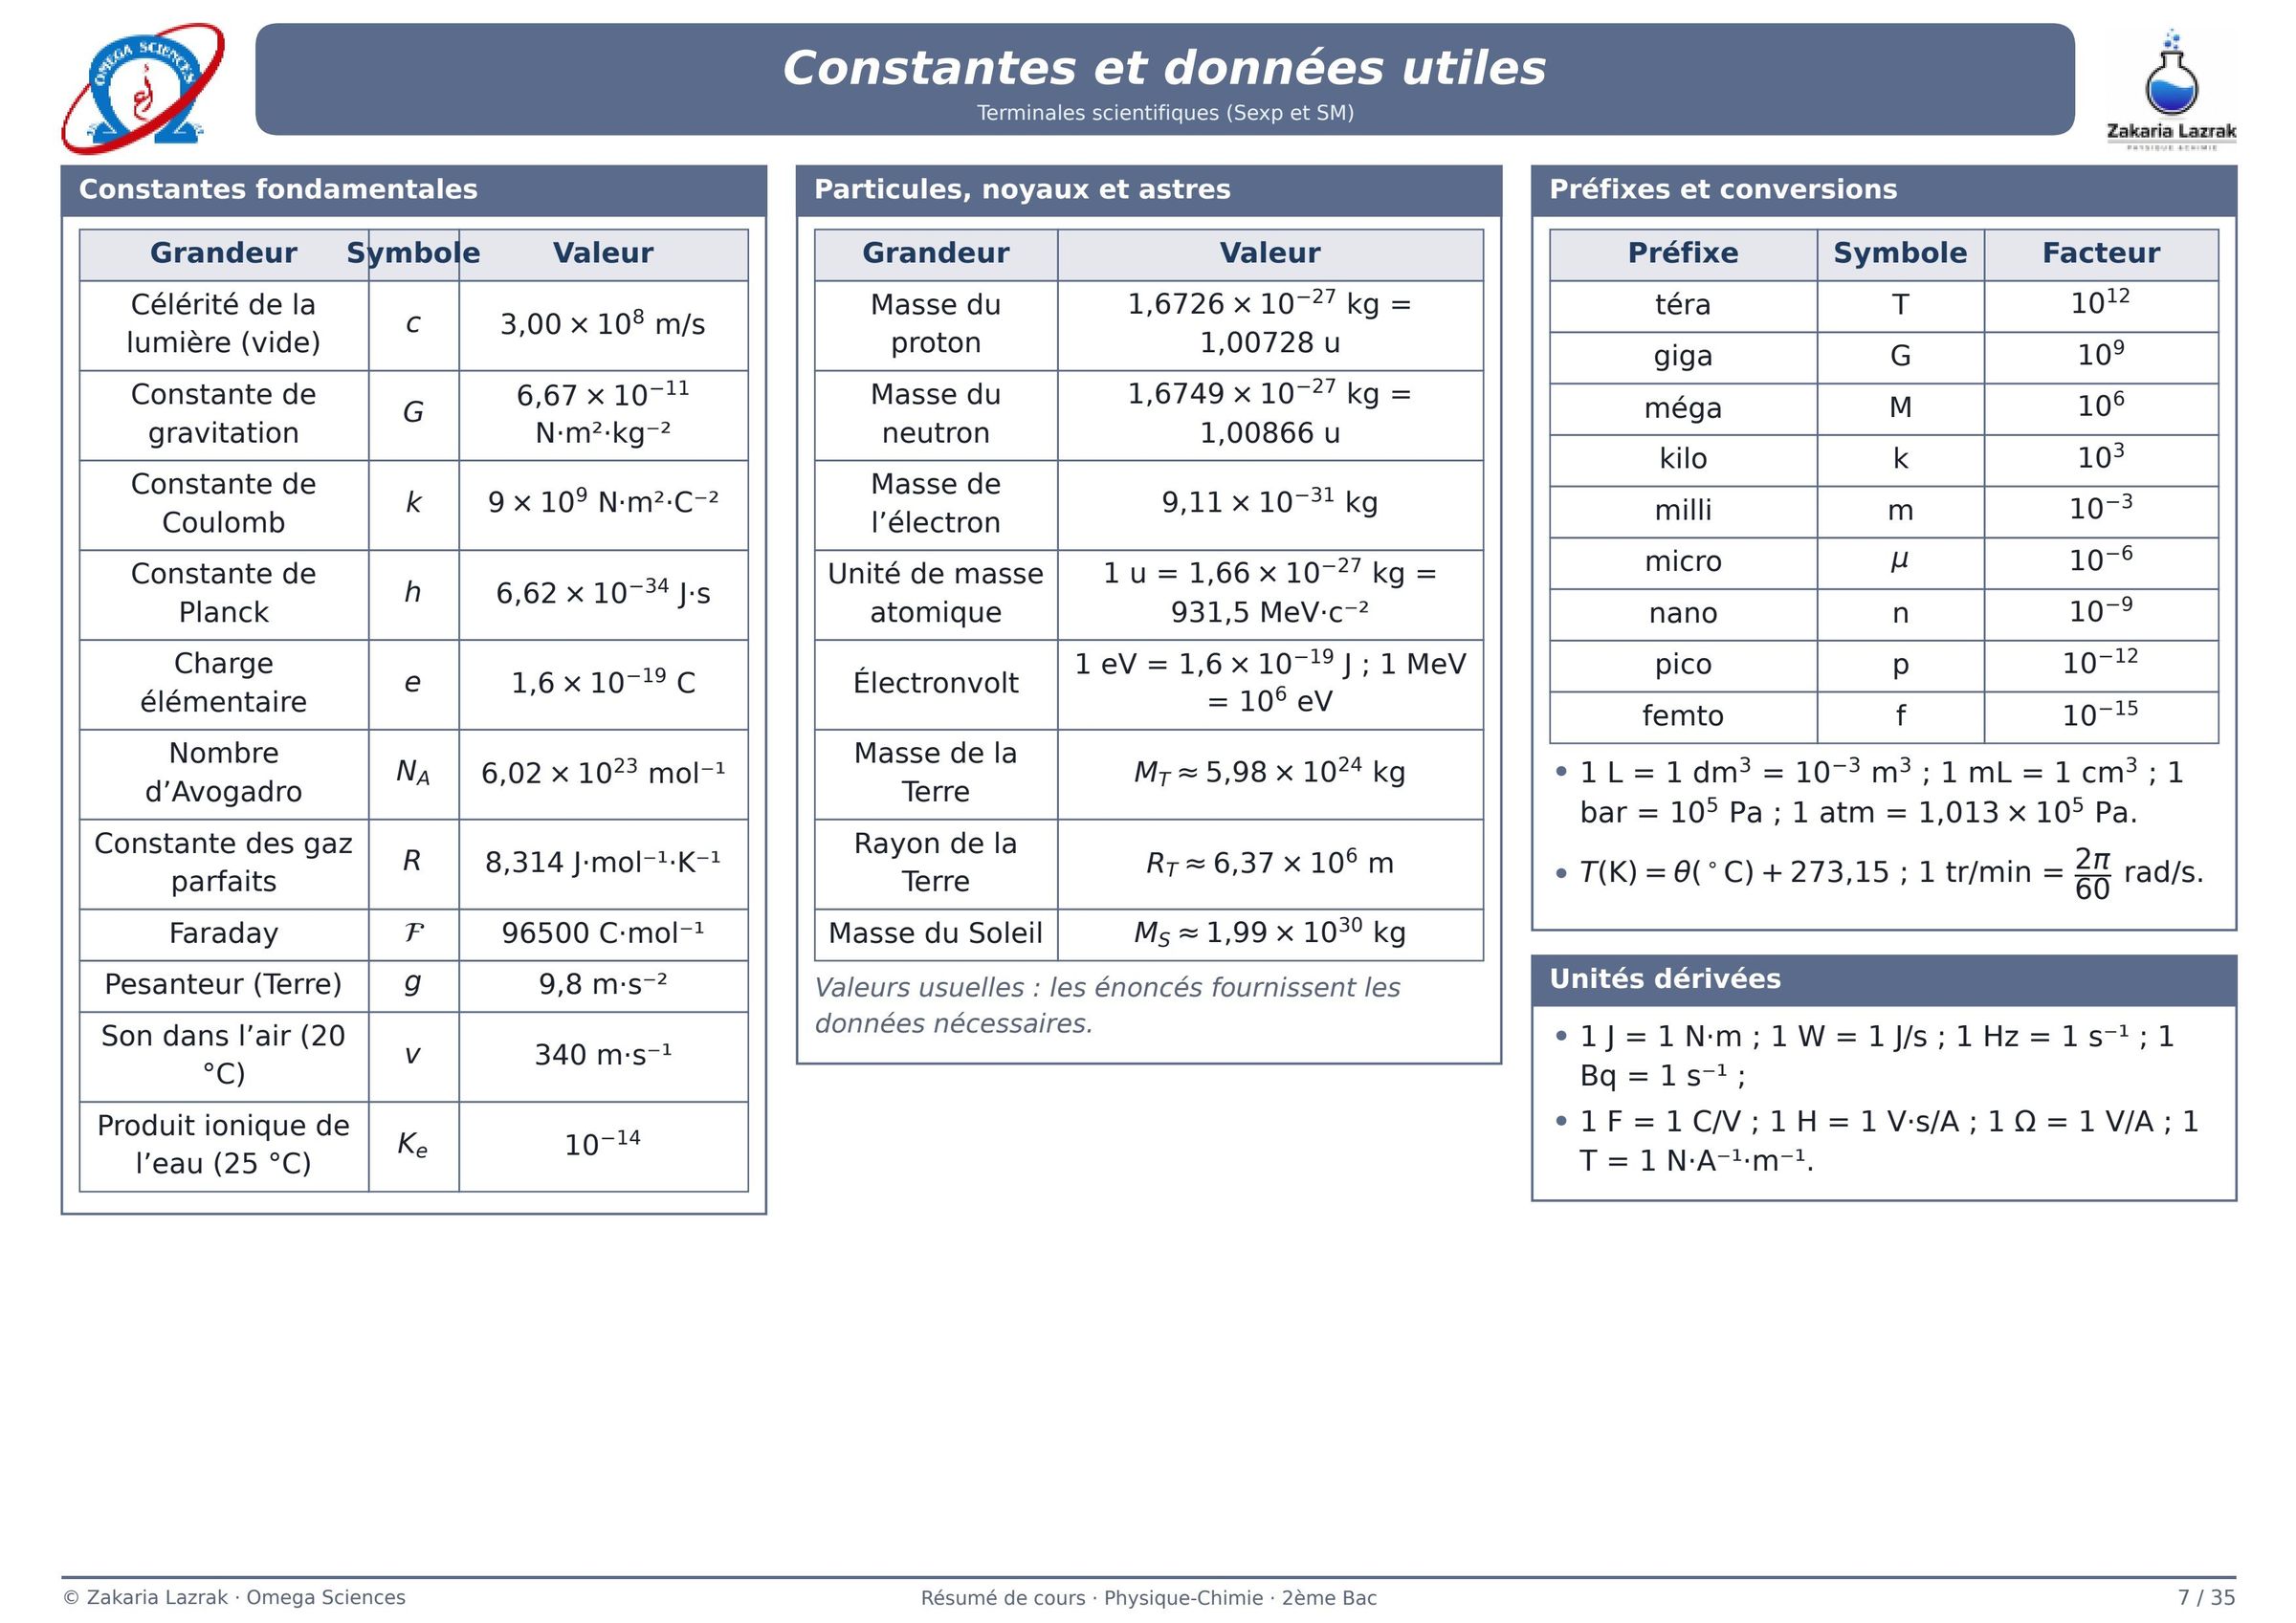 OMEGA SCIENCES
Constantes et données utiles
Terminales scientifiques (Sexp et SM)
Zakaria Lazrak
Constantes fondamentales
Grandeur Symbole Valeur
Célérité de la
lumière (vide)
c
3,00 × 10⁸ m/s
Constante de
gravitation
G
6,67 × 10⁻¹¹
N·m²·kg⁻²
Constante de
Coulomb
k
9 × 10⁹ N·m²·C⁻²
Constante de
Planck
h
6,62 × 10⁻³⁴ J·s
Charge
élémentaire
e
1,6 × 10⁻¹⁹ C
Nombre
d’Avogadro
N_A
6,02 × 10²³ mol⁻¹
Constante des gaz
parfaits
R
8,314 J·mol⁻¹·K⁻¹
Faraday ℱ 96500 C·mol⁻¹
Pesanteur (Terre) g 9,8 m·s⁻²
Son dans l’air (20
°C)
v
340 m·s⁻¹
Produit ionique de
l’eau (25 °C)
K_e
10⁻¹⁴
Particules, noyaux et astres
Grandeur Valeur
Masse du
proton
1,6726 × 10⁻²⁷ kg =
1,00728 u
Masse du
neutron
1,6749 × 10⁻²⁷ kg =
1,00866 u
Masse de
l’électron
9,11 × 10⁻³¹ kg
Unité de masse
atomique
1 u = 1,66 × 10⁻²⁷ kg =
931,5 MeV·c⁻²
Électronvolt
1 eV = 1,6 × 10⁻¹⁹ J ; 1 MeV
= 10⁶ eV
Masse de la
Terre
M_T ≈ 5,98 × 10²⁴ kg
Rayon de la
Terre
R_T ≈ 6,37 × 10⁶ m
Masse du Soleil M_S ≈ 1,99 × 10³⁰ kg
Valeurs usuelles : les énoncés fournissent les
données nécessaires.
Préfixes et conversions
Préfixe Symbole Facteur
téra T 10¹²
giga G 10⁹
méga M 10⁶
kilo k 10³
milli m 10⁻³
micro μ 10⁻⁶
nano n 10⁻⁹
pico p 10⁻¹²
femto f 10⁻¹⁵
• 1 L = 1 dm³ = 10⁻³ m³ ; 1 mL = 1 cm³ ; 1
bar = 10⁵ Pa ; 1 atm = 1,013 × 10⁵ Pa.
• T(K) = θ(°C) + 273,15 ; 1 tr/min = 2π/60 rad/s.
Unités dérivées
• 1 J = 1 N·m ; 1 W = 1 J/s ; 1 Hz = 1 s⁻¹ ; 1
Bq = 1 s⁻¹ ;
• 1 F = 1 C/V ; 1 H = 1 V·s/A ; 1 Ω = 1 V/A ; 1
T = 1 N·A⁻¹·m⁻¹.
© Zakaria Lazrak · Omega Sciences
Résumé de cours · Physique-Chimie · 2ème Bac
7 / 35